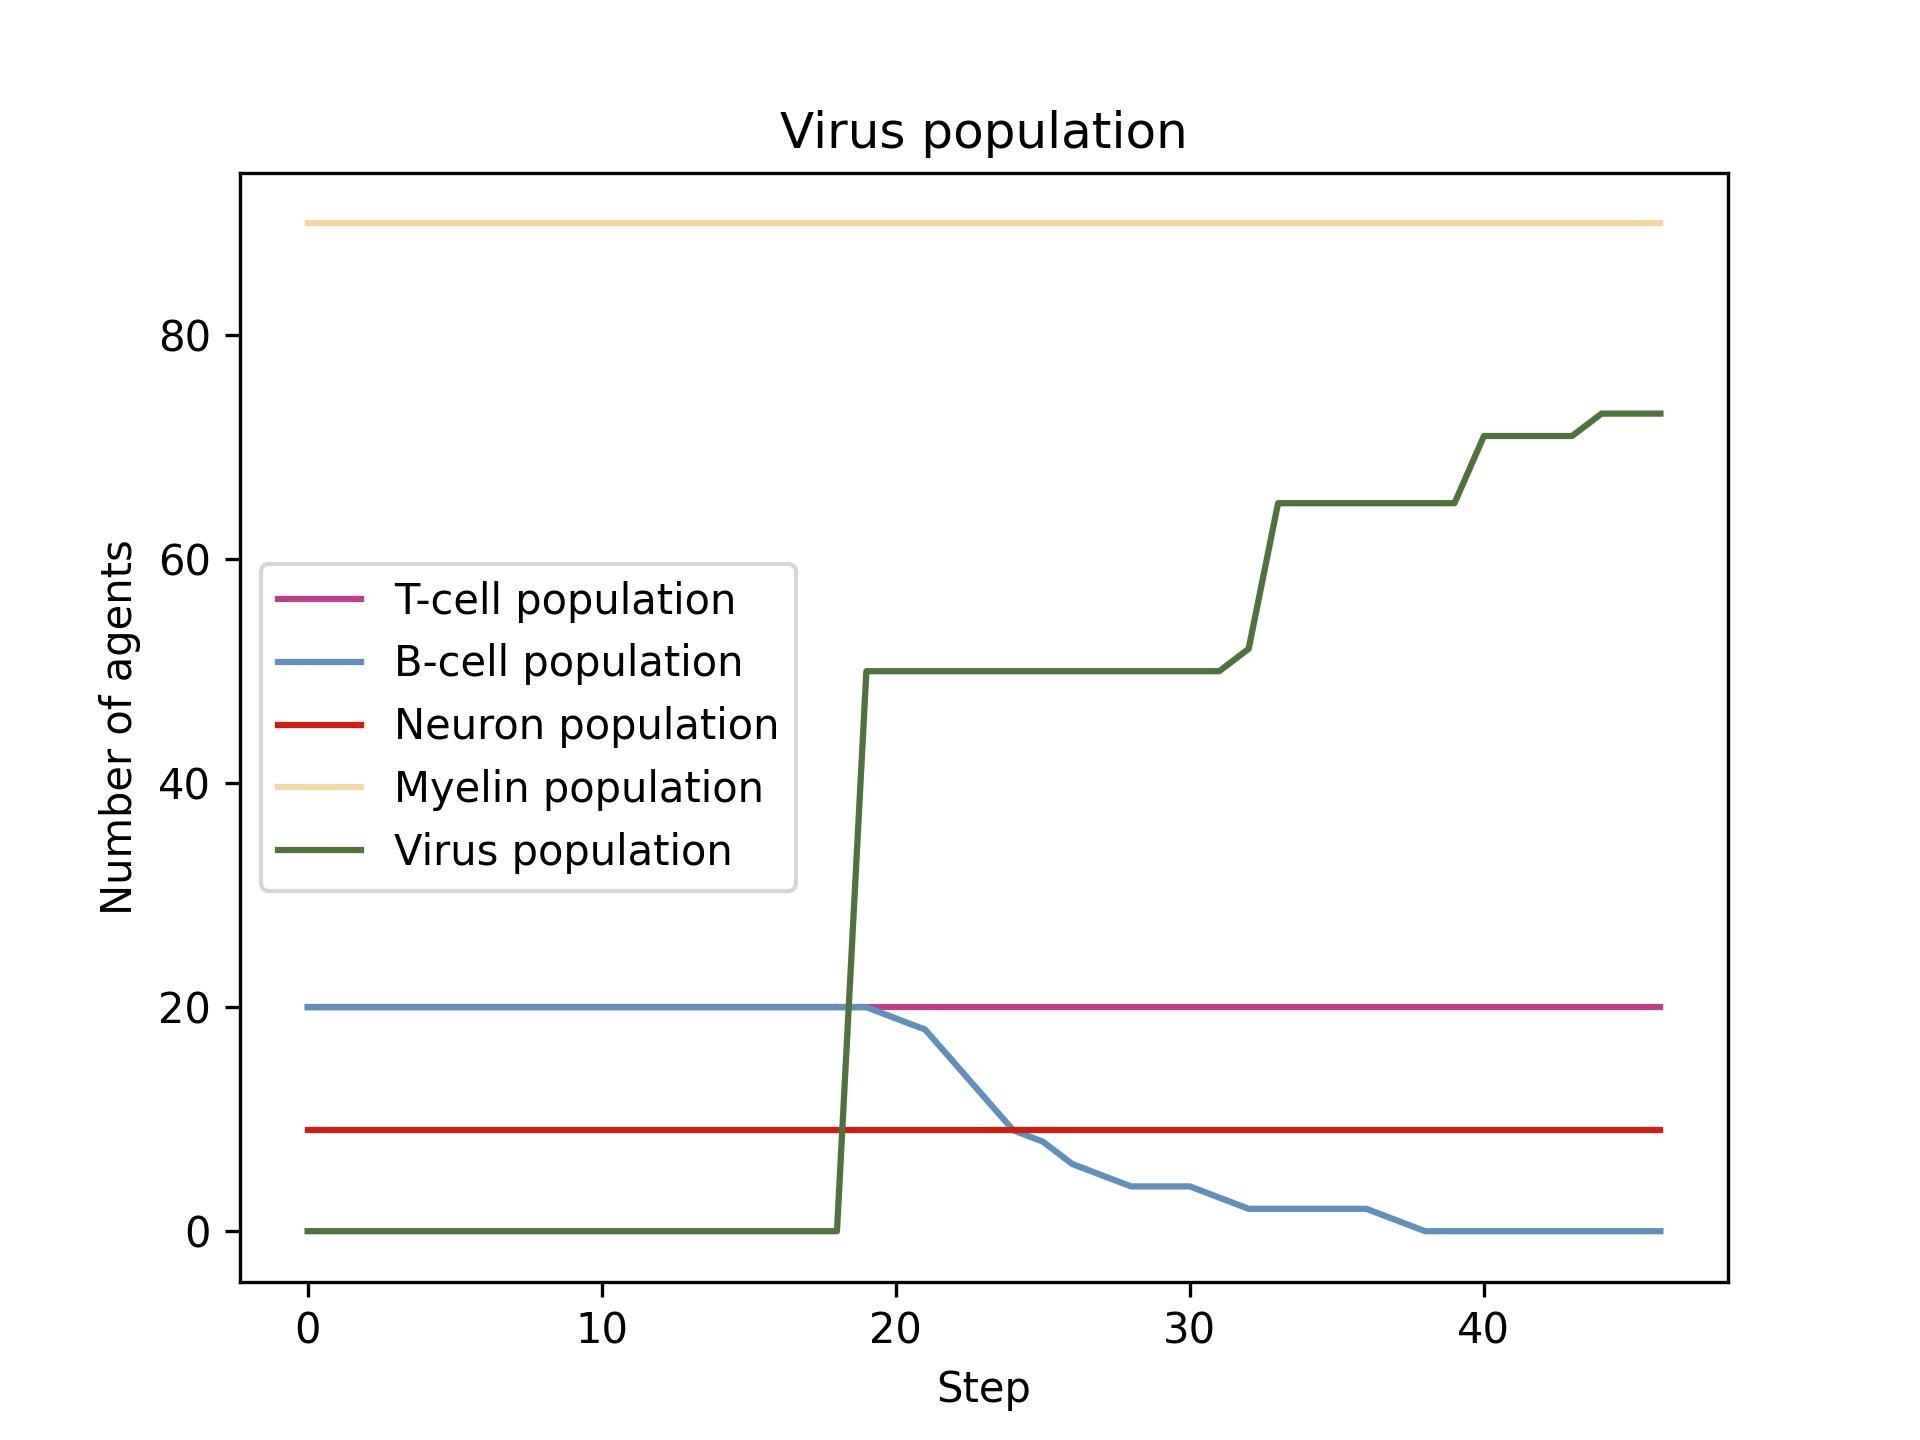 Virus population
Number of agents
80
60
40
20
0
T-cell population
B-cell population
Neuron population
Myelin population
Virus population
0 10 20 30 40
Step